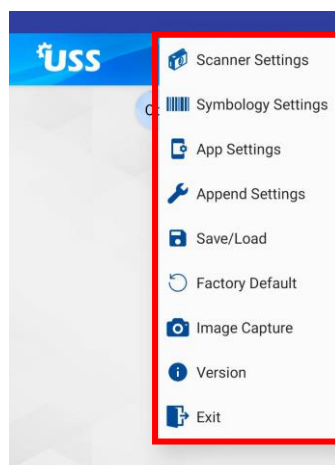 USS
Scanner Settings
Symbology Settings
App Settings
Append Settings
Save/Load
Factory Default
Image Capture
Version
Exit